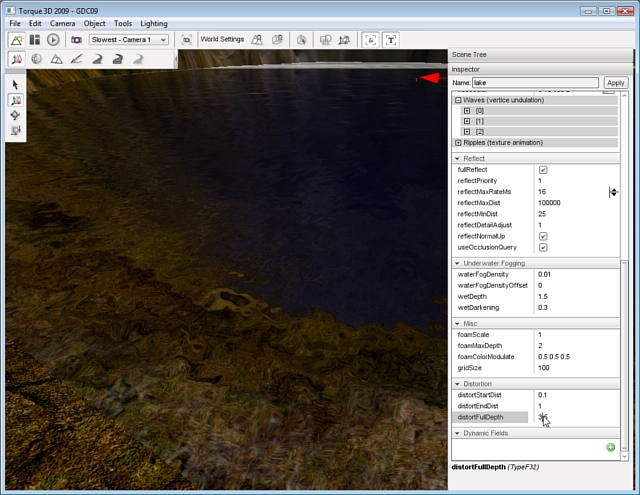 Torque 3D 2009 - GDC09
File Edit Camera Object Tools Lighting
Slowest - Camera 1 World Settings T
Scene Tree
Inspector
Name: lake Apply
Waves (vertice undulation)
[0]
[1]
[2]
Ripples (texture animation)
Reflect
fullReflect
reflectPriority 1
reflectMaxRateMs 16
reflectMaxDist 100000
reflectMinDist 25
reflectDetailAdjust 1
reflectNormalUp
useOcclusionQuery
Underwater Fogging
waterFogDensity 0.01
waterFogDensityOffset 0
wetDepth 1.5
wetDarkening 0.3
Misc
foamScale 1
foamMaxDepth 2
foamColorModulate 0.5 0.5 0.5
gridSize 100
Distortion
distortStartDist 0.1
distortEndDist 1
distortFullDepth
Dynamic Fields
distortFullDepth (TypeF32)